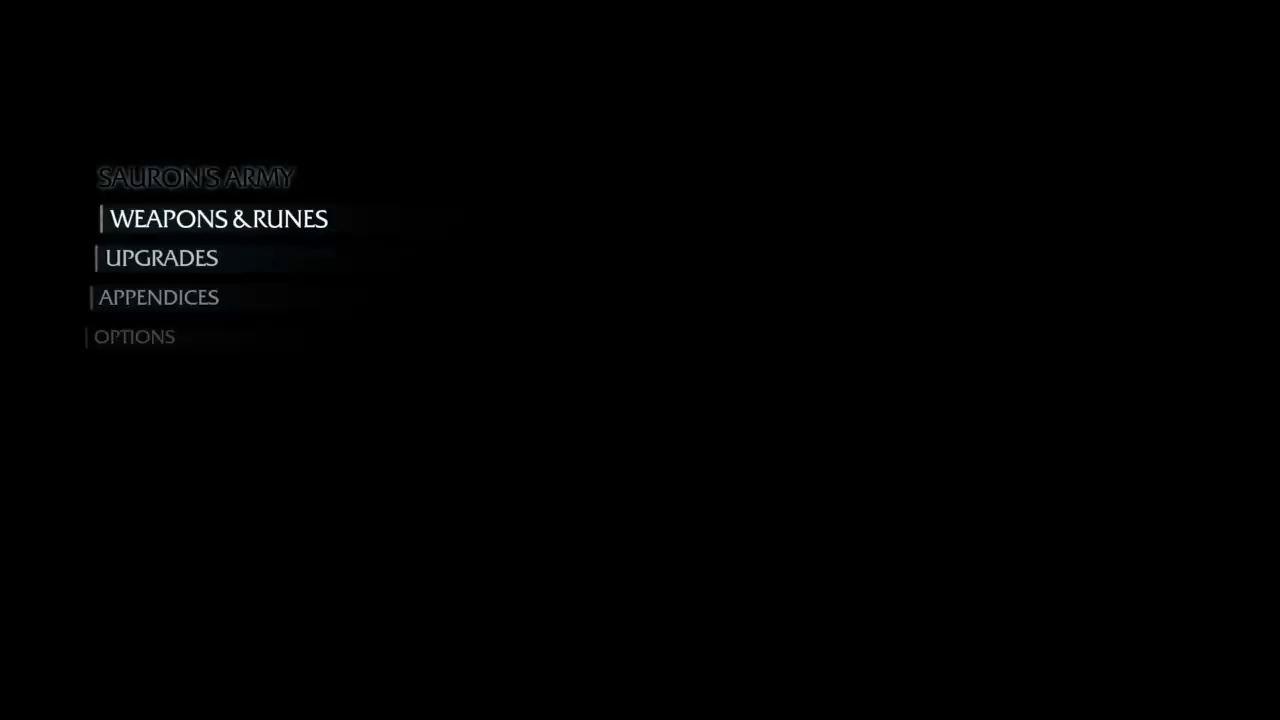 SAURON'S ARMY
WEAPONS & RUNES
UPGRADES
APPENDICES
OPTIONS